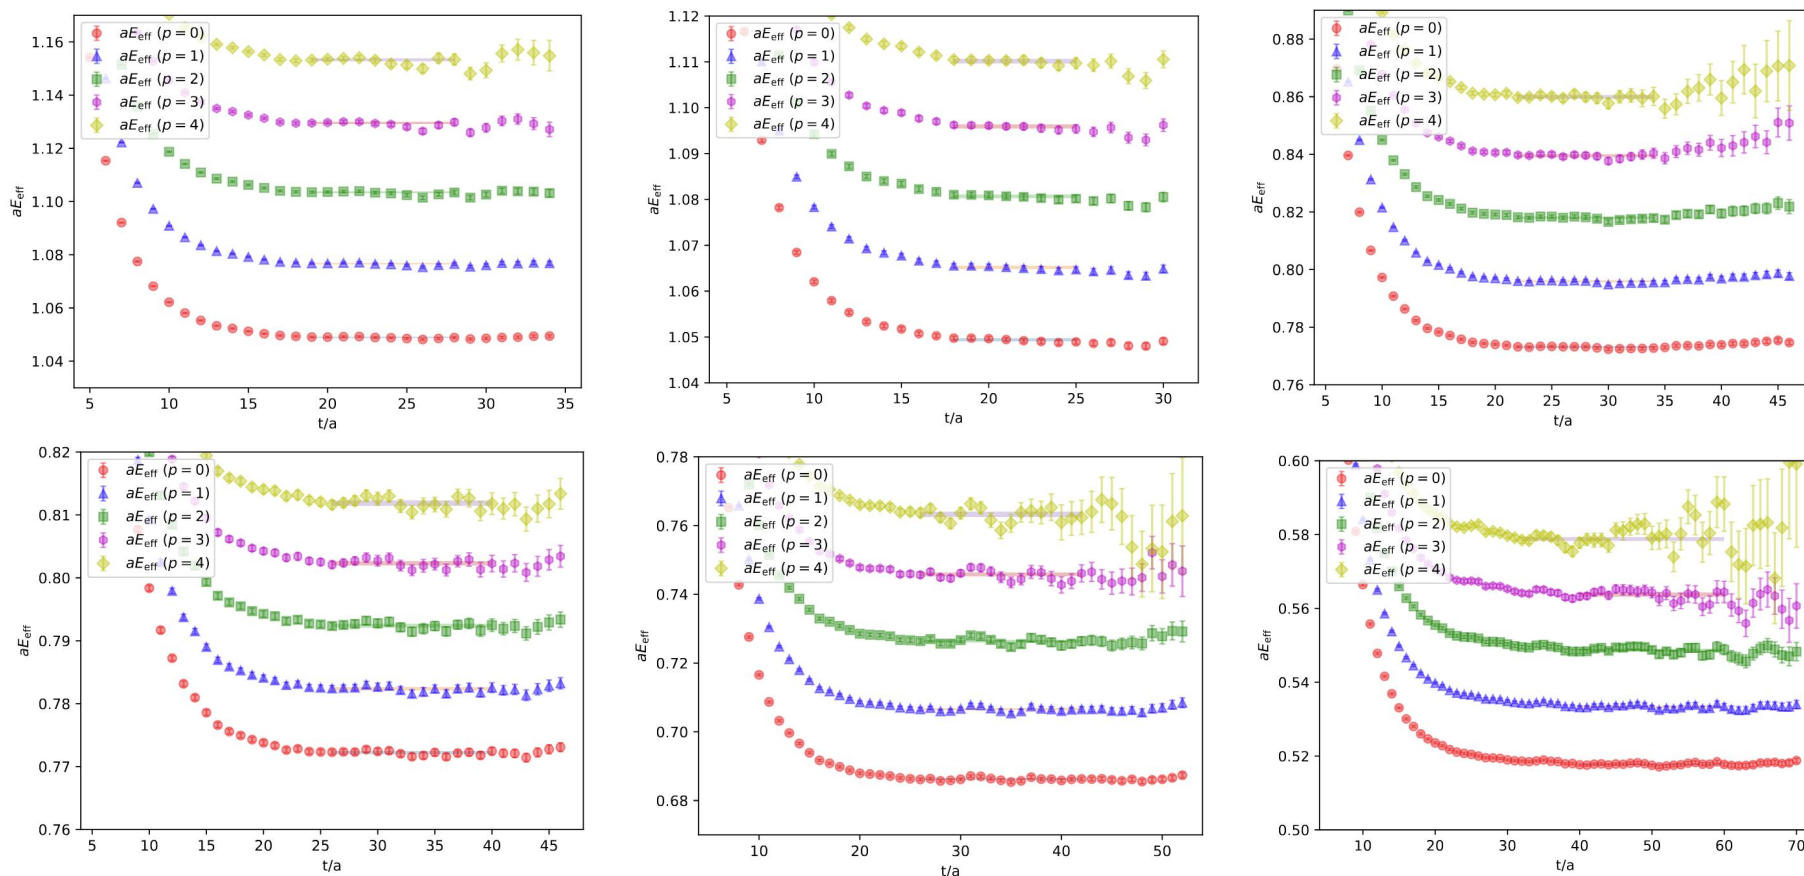 1.16
1.14
1.12
1.10
1.08
1.06
1.04
aE_eff
aE_eff (p = 0)
aE_eff (p = 1)
aE_eff (p = 2)
aE_eff (p = 3)
aE_eff (p = 4)
5 10 15 20 25 30 35
t/a
1.12
1.11
1.10
1.09
1.08
1.07
1.06
1.05
1.04
aE_eff
aE_eff (p = 0)
aE_eff (p = 1)
aE_eff (p = 2)
aE_eff (p = 3)
aE_eff (p = 4)
5 10 15 20 25 30
t/a
0.88
0.86
0.84
0.82
0.80
0.78
0.76
aE_eff
aE_eff (p = 0)
aE_eff (p = 1)
aE_eff (p = 2)
aE_eff (p = 3)
aE_eff (p = 4)
5 10 15 20 25 30 35 40 45
t/a
0.82
0.81
0.80
0.79
0.78
0.77
0.76
aE_eff
aE_eff (p = 0)
aE_eff (p = 1)
aE_eff (p = 2)
aE_eff (p = 3)
aE_eff (p = 4)
5 10 15 20 25 30 35 40 45
t/a
0.78
0.76
0.74
0.72
0.70
0.68
aE_eff
aE_eff (p = 0)
aE_eff (p = 1)
aE_eff (p = 2)
aE_eff (p = 3)
aE_eff (p = 4)
10 20 30 40 50
t/a
0.60
0.58
0.56
0.54
0.52
0.50
aE_eff
aE_eff (p = 0)
aE_eff (p = 1)
aE_eff (p = 2)
aE_eff (p = 3)
aE_eff (p = 4)
10 20 30 40 50 60 70
t/a